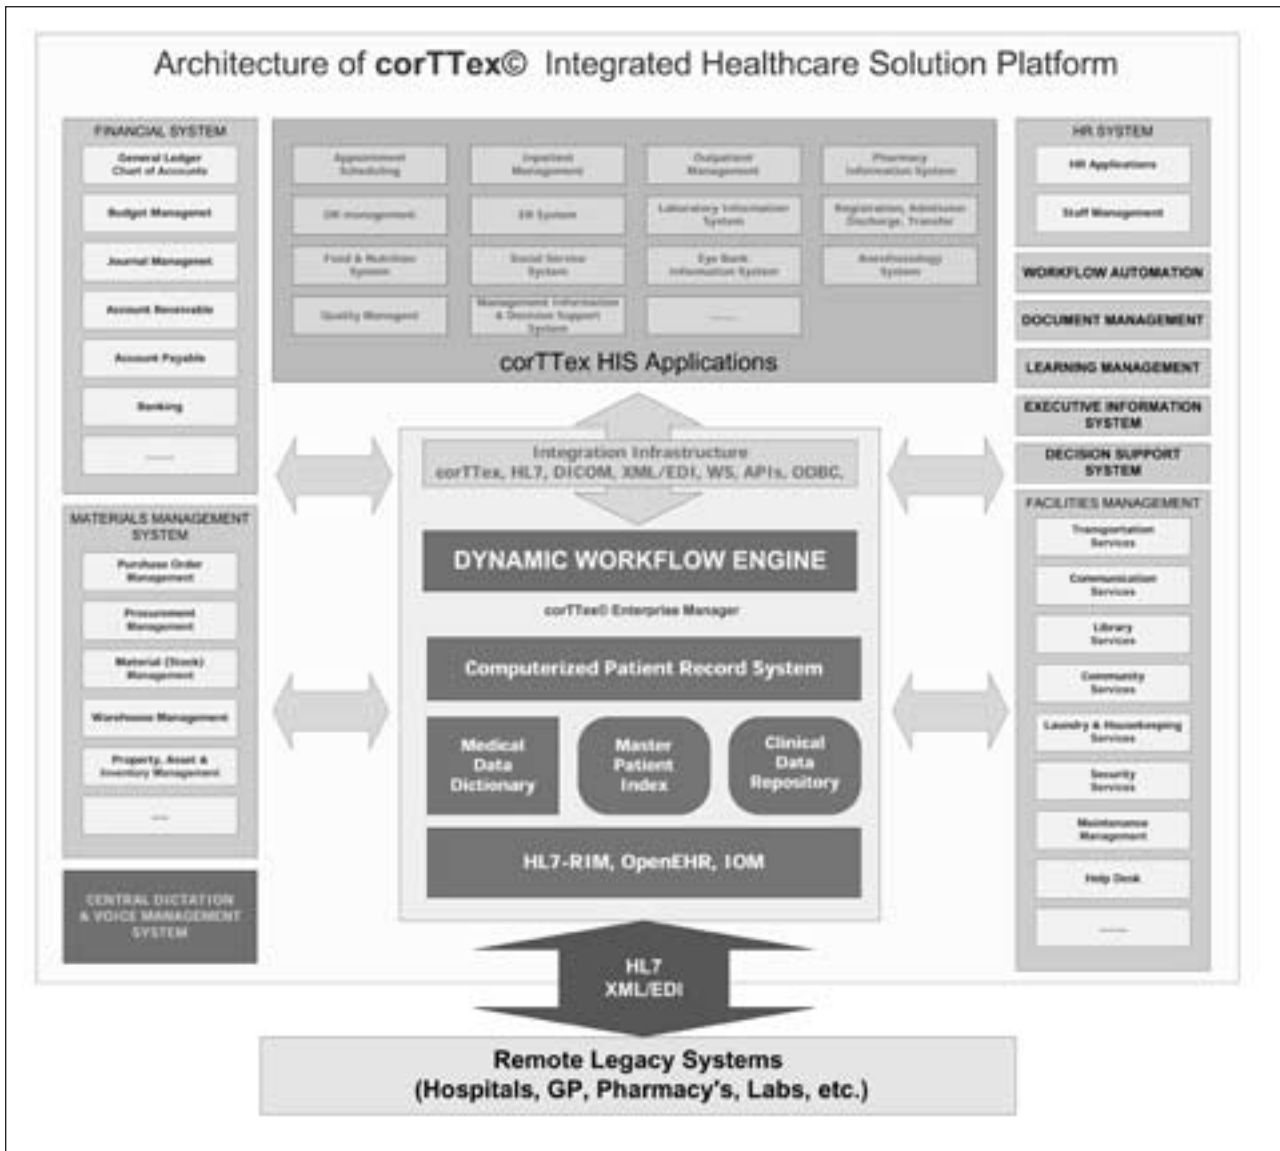 Architecture of corTTex© Integrated Healthcare Solution Platform
FINANCIAL SYSTEM
General Ledger
Chart of Accounts
Budget Managenet
Journal Managenet
Account Receivable
Account Payable
Banking
........
MATERIALS MANAGEMENT
SYSTEM
Purchase Order
Management
Procurement
Management
Material (Stock)
Management
Warehouse Management
Property, Asset &
Inventory Management
.....
CENTRAL DICTATION
& VOICE MANAGEMENT
SYSTEM
Appointment
Scheduling
Inpatient
Management
Outpatient
Management
Pharmacy
Information System
OR management
ER System
Laboratory Information
System
Registration,
Discharge, Transfer
Food & Nutrition
System
Social Service
System
Eye Bank
Information System
Anesthesiology
System
Quality Managent
Management Information
& Decision Support
System
........
corTTex HIS Applications
Integration Infrastructure
corTTex, HL7, DICOM, XML/EDI, WS, APIs, ODBC,
DYNAMIC WORKFLOW ENGINE
corTTex© Enterprise Manager
Computerized Patient Record System
Medical
Data
Dictionary
Master
Patient
Index
Clinical
Data
Repository
HL7-RIM, OpenEHR, IOM
HL7
XML/EDI
Remote Legacy Systems
(Hospitals, GP, Pharmacy's, Labs, etc.)
HR SYSTEM
HR Applications
Staff Management
WORKFLOW AUTOMATION
DOCUMENT MANAGEMENT
LEARNING MANAGEMENT
EXECUTIVE INFORMATION
SYSTEM
DECISION SUPPORT
SYSTEM
FACILITIES MANAGEMENT
Transportation
Services
Communication
Services
Library
Services
Community
Services
Laundry & Housekeeping
Services
Security
Services
Maintenance
Management
Help Desk
........